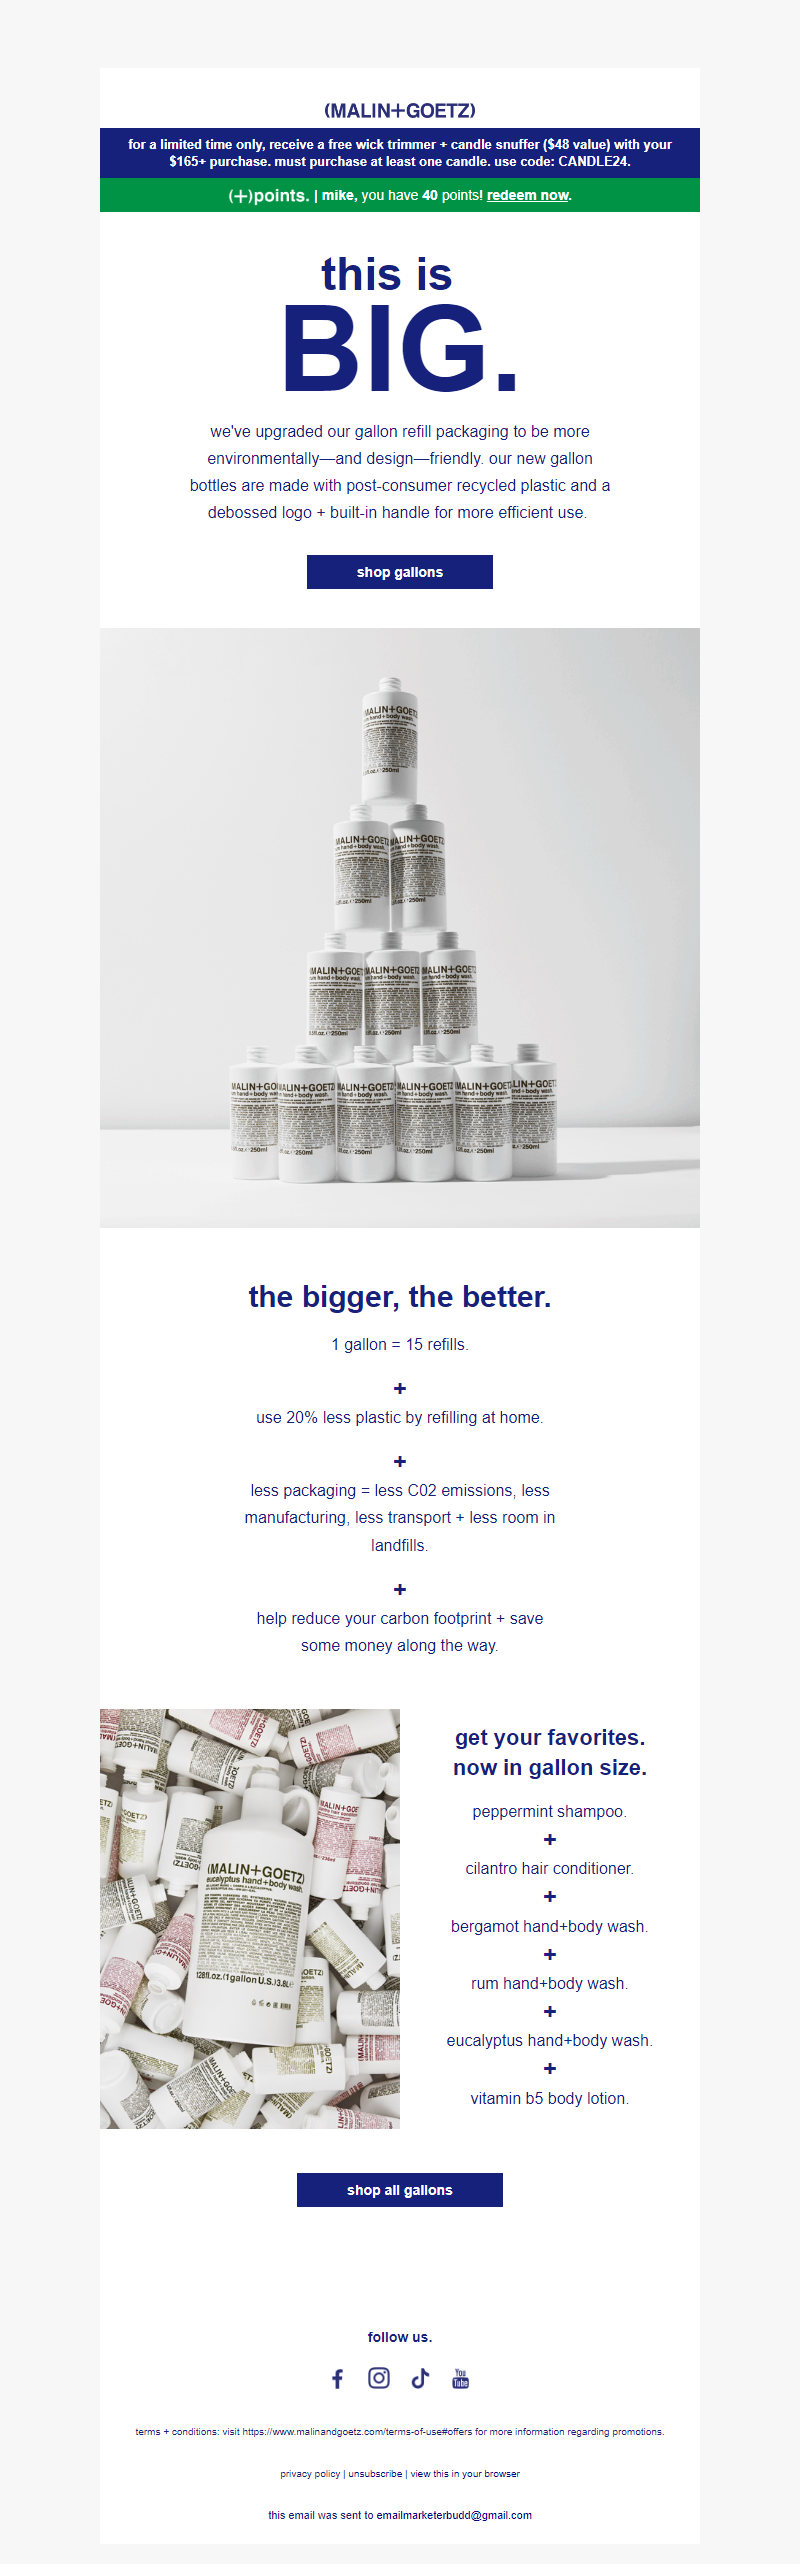 (MALIN+GOETZ)
for a limited time only, receive a free wick trimmer + candle snuffer ($48 value) with your
$165+ purchase. must purchase at least one candle. use code: CANDLE24.
(+)points. | mike, you have 40 points! redeem now.
this is
BIG.
we've upgraded our gallon refill packaging to be more
environmentally—and design—friendly. our new gallon
bottles are made with post-consumer recycled plastic and a
debossed logo + built-in handle for more efficient use.
shop gallons
the bigger, the better.
1 gallon = 15 refills.
+
use 20% less plastic by refilling at home.
+
less packaging = less C02 emissions, less
manufacturing, less transport + less room in
landfills.
+
help reduce your carbon footprint + save
some money along the way.
(MALIN+GOETZ)
eucalyptus hand+body wash.
128fl.oz.(1gallon U.S.)3.8L
get your favorites.
now in gallon size.
peppermint shampoo.
+
cilantro hair conditioner.
+
bergamot hand+body wash.
+
rum hand+body wash.
+
eucalyptus hand+body wash.
+
vitamin b5 body lotion.
shop all gallons
follow us.
You
Tube
terms + conditions: visit https://www.malinandgoetz.com/terms-of-use#offers for more information regarding promotions.
privacy policy | unsubscribe | view this in your browser
this email was sent to emailmarketerbudd@gmail.com